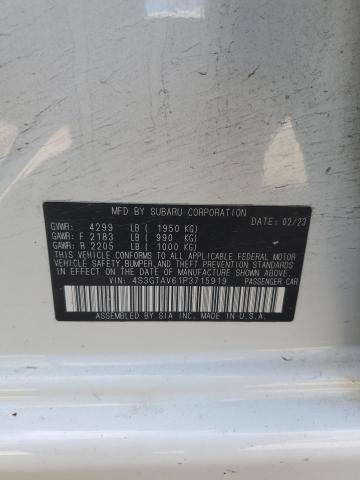 MFD BY SUBARU CORPORATION
DATE: 02/23
GVWR: 4299 LB ( 1950 KG)
GAWR: F 2183 LB ( 990 KG)
GAWR: R 2205 LB ( 1000 KG)
THIS VEHICLE CONFORMS TO ALL APPLICABLE FEDERAL MOTOR
VEHICLE SAFETY, BUMPER, AND THEFT PREVENTION STANDARDS
IN EFFECT ON THE DATE OF MANUFACTURE SHOWN ABOVE.
VIN: 4S3GTAV61P3715919 PASSENGER CAR
ASSEMBLED BY SIA INC. MADE IN U.S.A.